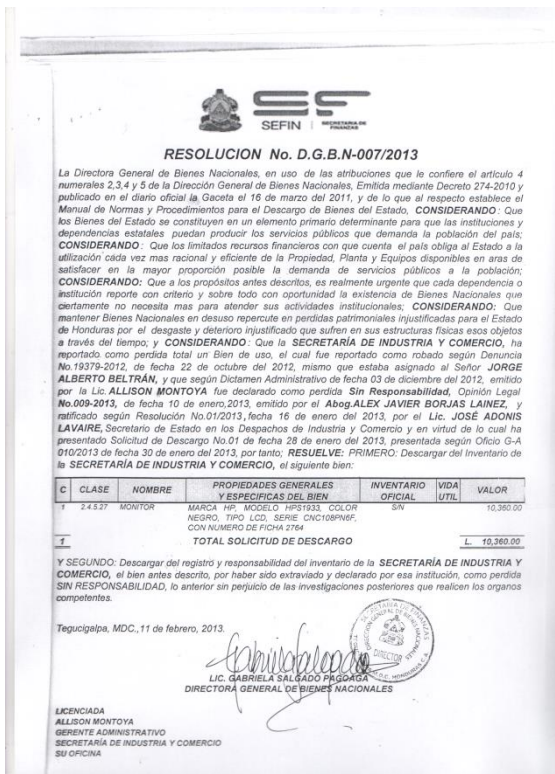 SEFIN
SECRETARIA DE
FINANZAS
RESOLUCION No. D.G.B.N-007/2013
La Directora General de Bienes Nacionales, en uso de las atribuciones que le confiere el artículo 4
numerales 2,3,4 y 5 de la Dirección General de Bienes Nacionales, Emitida mediante Decreto 274-2010 y
publicado en el diario oficial la Gaceta el 16 de marzo del 2011, y de lo que al respecto establece el
Manual de Normas y Procedimientos para el Descargo de Bienes del Estado, CONSIDERANDO: Que
los Bienes del Estado se constituyen en un elemento primario determinante para que las instituciones y
dependencias estatales puedan producir los servicios públicos que demanda la población del país;
CONSIDERANDO: Que los limitados recursos financieros con que cuenta el país obliga al Estado a la
utilización cada vez mas racional y eficiente de la Propiedad, Planta y Equipos disponibles en aras de
satisfacer en la mayor proporción posible la demanda de servicios públicos a la población;
CONSIDERANDO: Que a los propósitos antes descritos, es realmente urgente que cada dependencia o
institución reporte con criterio y sobre todo con oportunidad la existencia de Bienes Nacionales que
ciertamente no necesita mas para atender sus actividades institucionales; CONSIDERANDO: Que
mantener Bienes Nacionales en desuso repercute en perdidas patrimoniales injustificadas para el Estado
de Honduras por el desgaste y deterioro injustificado que sufren en sus estructuras físicas esos objetos
a través del tiempo; y CONSIDERANDO: Que la SECRETARÍA DE INDUSTRIA Y COMERCIO, ha
reportado como perdida total un Bien de uso, el cual fue reportado como robado según Denuncia
No.19379-2012, de fecha 22 de octubre del 2012, mismo que estaba asignado al Señor JORGE
ALBERTO BELTRÁN, y que según Dictamen Administrativo de fecha 03 de diciembre del 2012, emitido
por la Lic. ALLISON MONTOYA fue declarado como perdida Sin Responsabilidad, Opinión Legal
No.009-2013, de fecha 10 de enero, 2013, emitido por el Abog.ALEX JAVIER BORJAS LAINEZ, y
ratificado según Resolución No.01/2013, fecha 16 de enero del 2013, por el Lic. JOSÉ ADONIS
LAVAIRE, Secretario de Estado en los Despachos de Industria y Comercio y en virtud de lo cual ha
presentado Solicitud de Descargo No.01 de fecha 28 de enero del 2013, presentada según Oficio G-A
010/2013 de fecha 30 de enero del 2013, por tanto; RESUELVE: PRIMERO: Descargar del Inventario de
la SECRETARÍA DE INDUSTRIA Y COMERCIO, el siguiente bien:
C CLASE NOMBRE PROPIEDADES GENERALES Y ESPECIFICAS DEL BIEN INVENTARIO OFICIAL VIDA UTIL VALOR
1 2.4.5.27 MONITOR MARCA HP, MODELO HPS1933, COLOR S/N 10,360.00
NEGRO, TIPO LCD, SERIE CNC108PN6F,
CON NUMERO DE FICHA 2764
1 TOTAL SOLICITUD DE DESCARGO L. 10,360.00
Y SEGUNDO: Descargar del registró y responsabilidad del inventario de la SECRETARÍA DE INDUSTRIA Y
COMERCIO, el bien antes descrito, por haber sido extraviado y declarado por esa institución, como perdida
SIN RESPONSABILIDAD, lo anterior sin perjuicio de las investigaciones posteriores que realicen los organos
competentes.
Tegucigalpa, MDC., 11 de febrero, 2013.
LIC. GABRIELA SALGADO PAGOAGA
DIRECTORA GENERAL DE BIENES NACIONALES
LICENCIADA
ALLISON MONTOYA
GERENTE ADMINISTRATIVO
SECRETARÍA DE INDUSTRIA Y COMERCIO
SU OFICINA